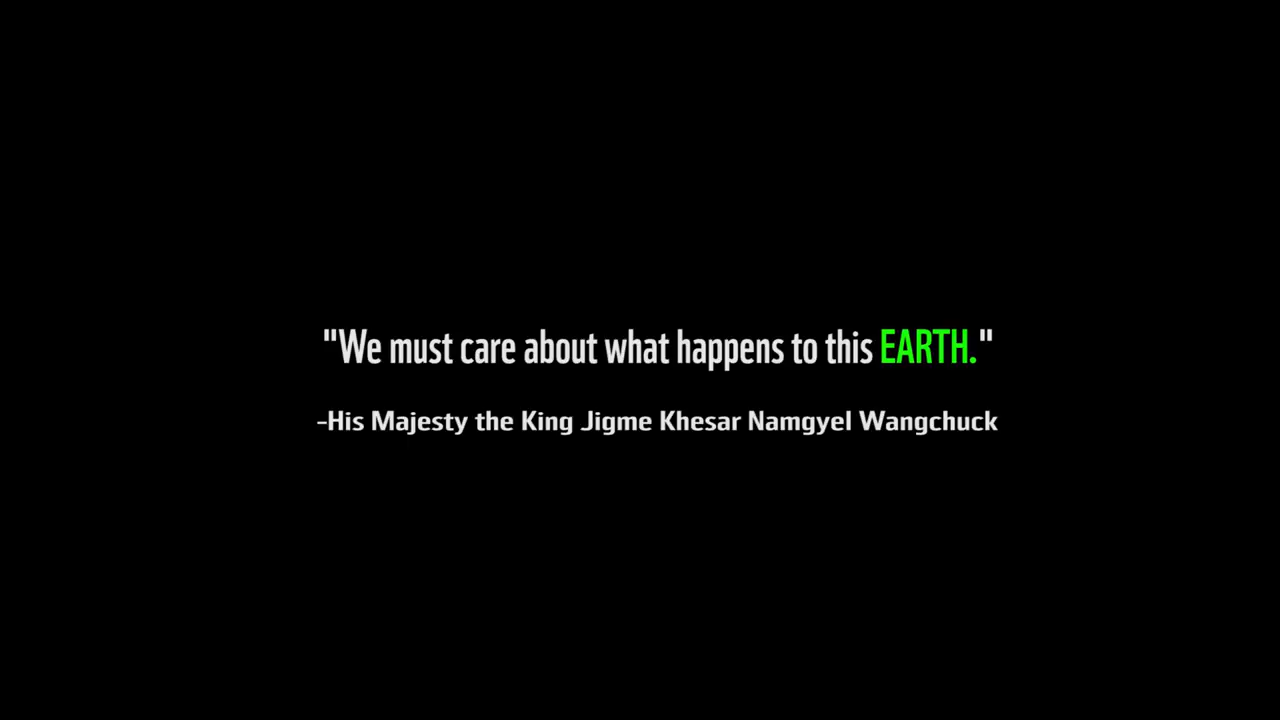 "We must care about what happens to this EARTH."
-His Majesty the King Jigme Khesar Namgyel Wangchuck